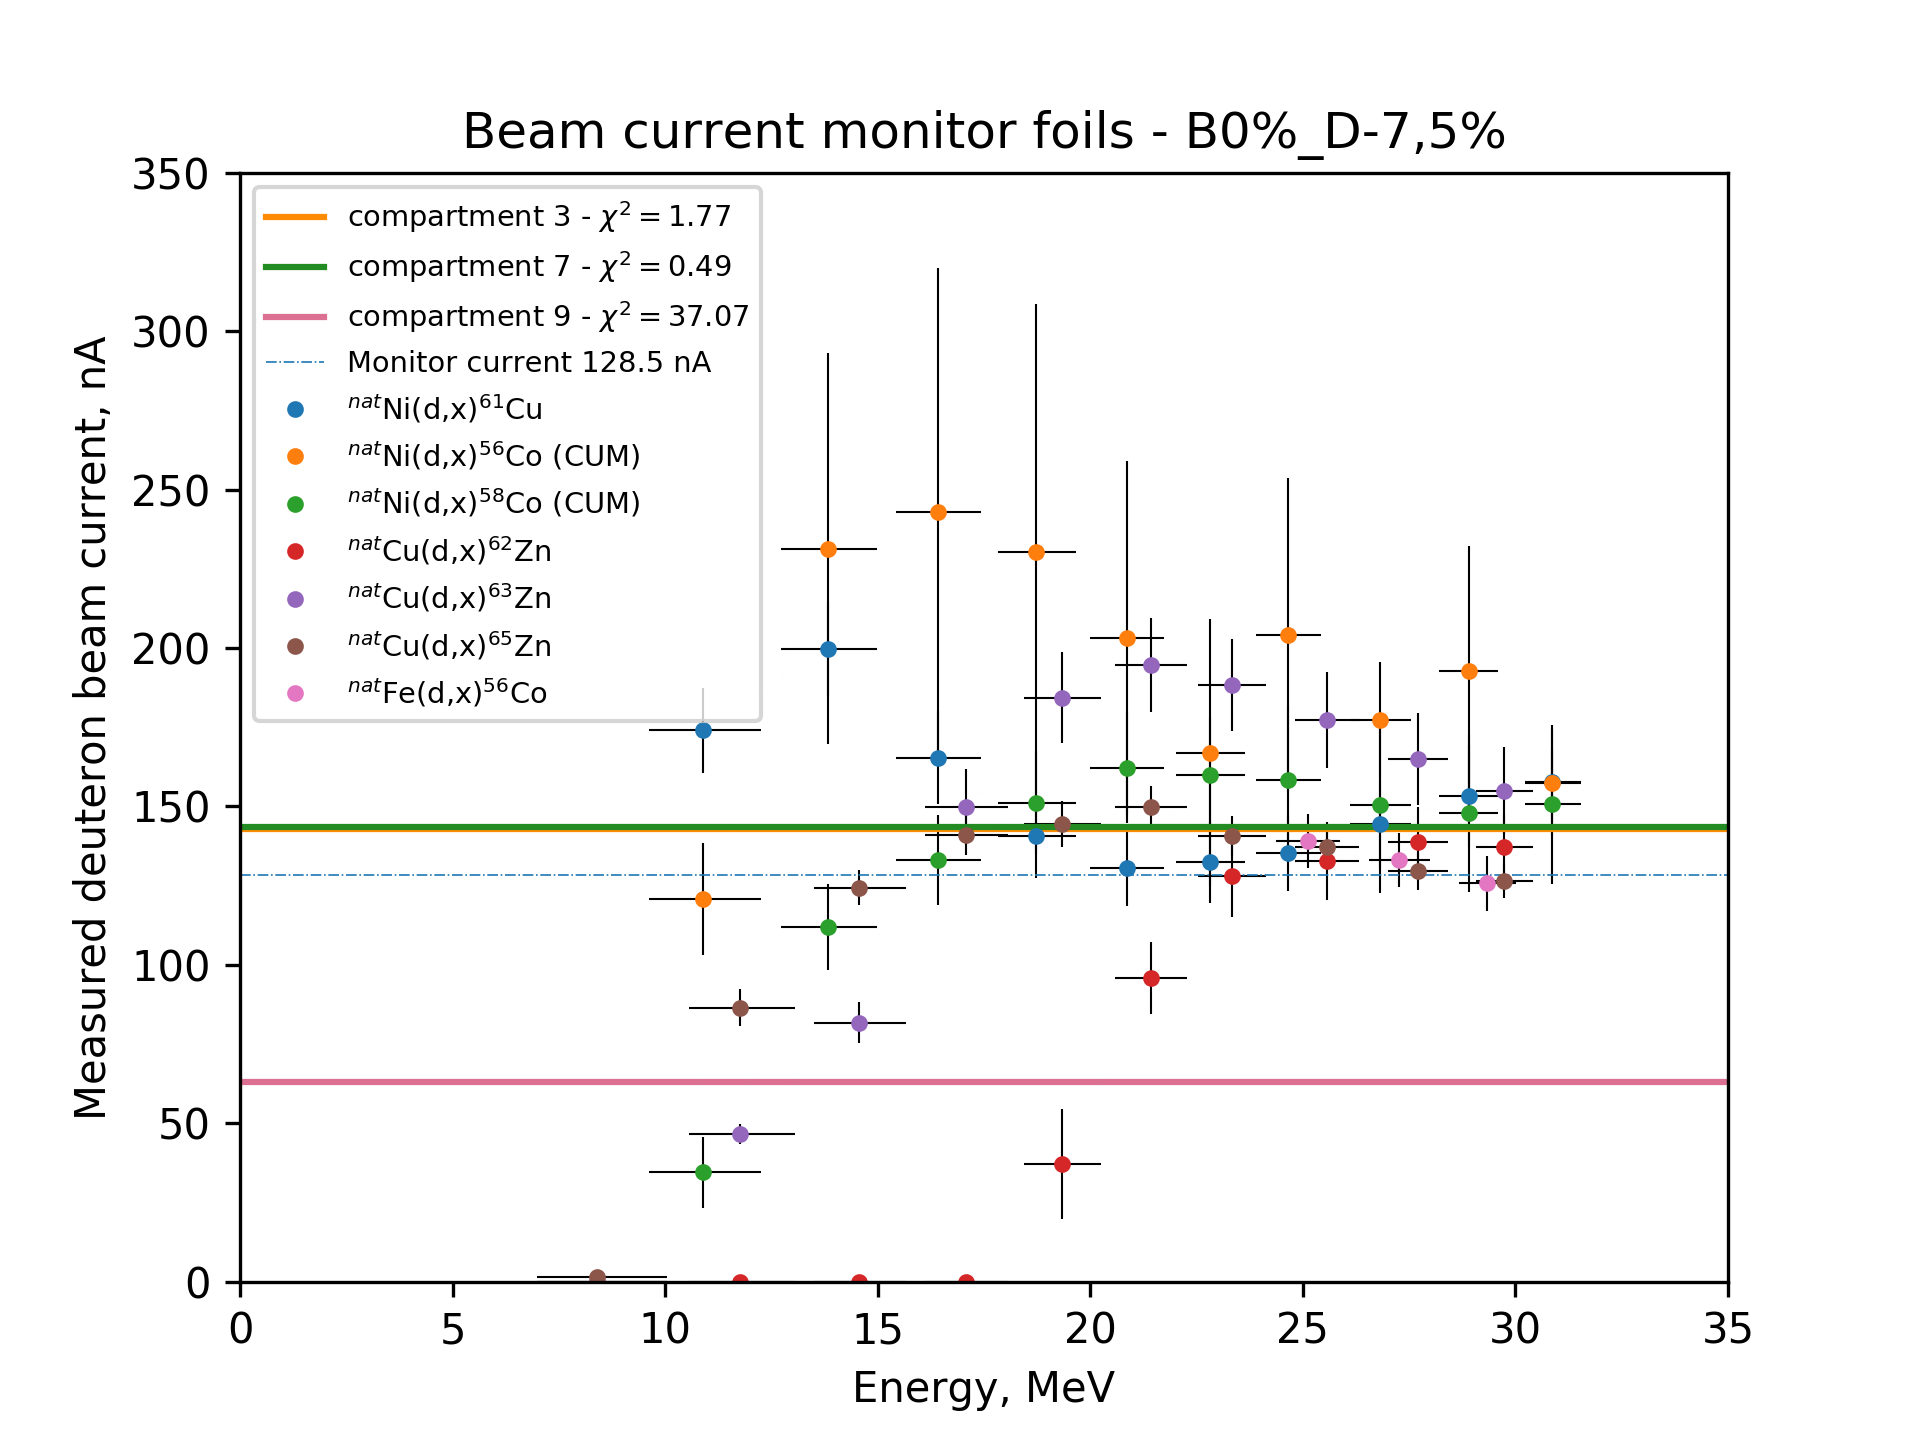 Beam current monitor foils - B0%_D-7,5%
350
300
250
200
150
100
50
0
Measured deuteron beam current, nA
compartment 3 - χ² = 1.77
compartment 7 - χ² = 0.49
compartment 9 - χ² = 37.07
Monitor current 128.5 nA
ⁿᵃᵗNi(d,x)⁶¹Cu
ⁿᵃᵗNi(d,x)⁵⁶Co (CUM)
ⁿᵃᵗNi(d,x)⁵⁸Co (CUM)
ⁿᵃᵗCu(d,x)⁶²Zn
ⁿᵃᵗCu(d,x)⁶³Zn
ⁿᵃᵗCu(d,x)⁶⁵Zn
ⁿᵃᵗFe(d,x)⁵⁶Co
0 5 10 15 20 25 30 35
Energy, MeV